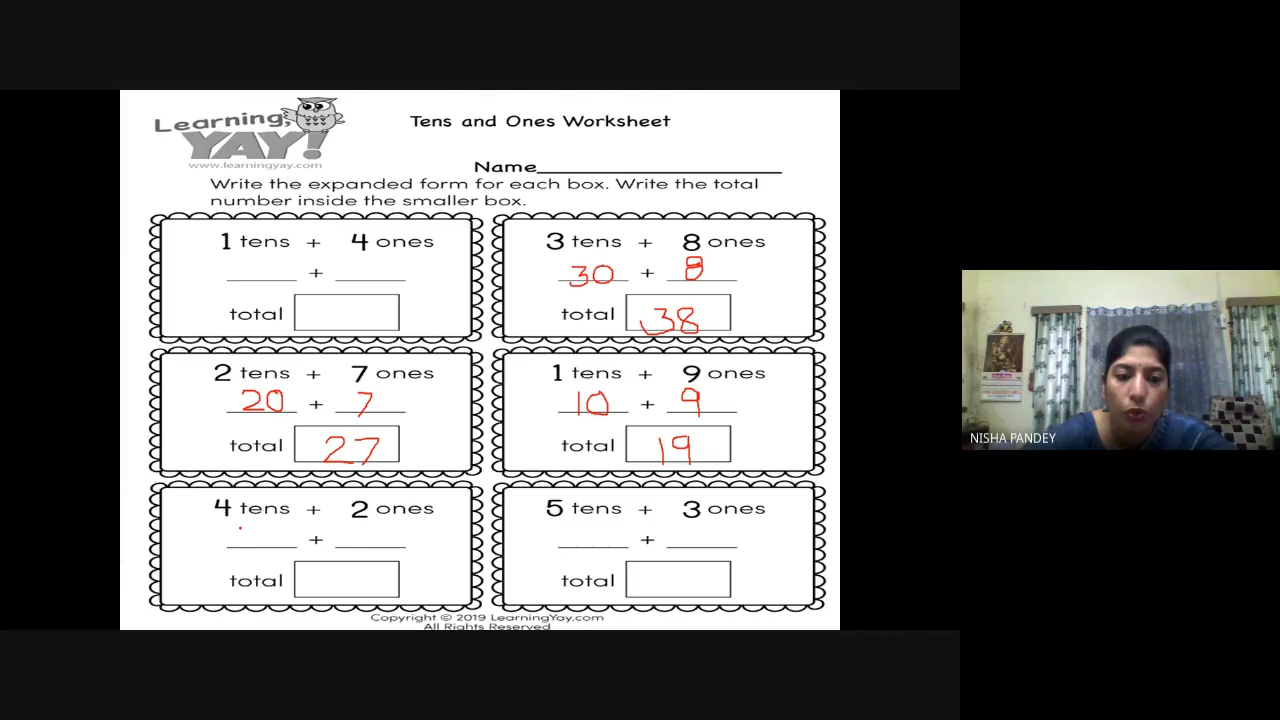 Learning,
YAY!
www.learningyay.com
Tens and Ones Worksheet
Name
Write the expanded form for each box. Write the total
number inside the smaller box.
1 tens + 4 ones
+
total
3 tens + 8 ones
30 + 8
total 38
2 tens + 7 ones
20 + 7
total 27
1 tens + 9 ones
10 + 9
total 19
4 tens + 2 ones
+
total
5 tens + 3 ones
+
total
Copyright © 2019 LearningYay.com
All Rights Reserved
NISHA PANDEY